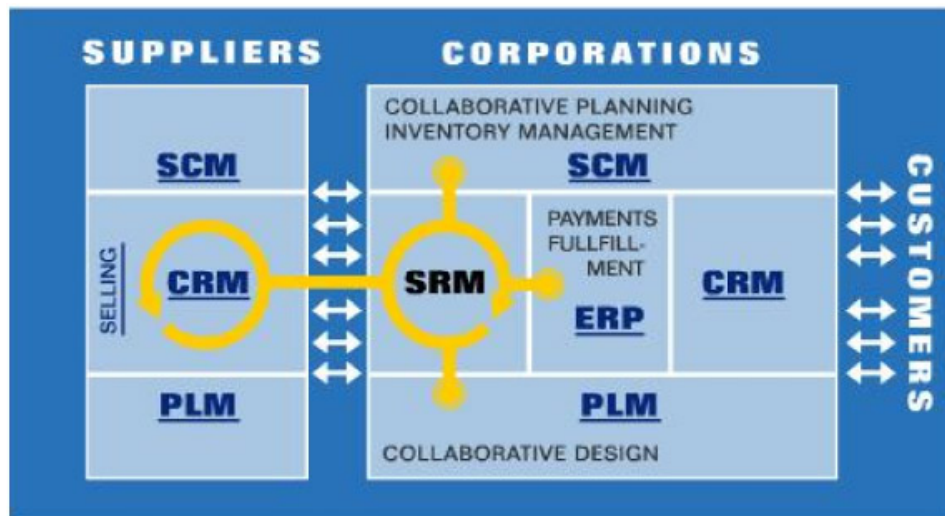 SUPPLIERS
CORPORATIONS
SCM
SELLING
CRM
PLM
COLLABORATIVE PLANNING
INVENTORY MANAGEMENT
SCM
SRM
PAYMENTS
FULLFILL-
MENT
ERP
CRM
PLM
COLLABORATIVE DESIGN
CUSTOMERS